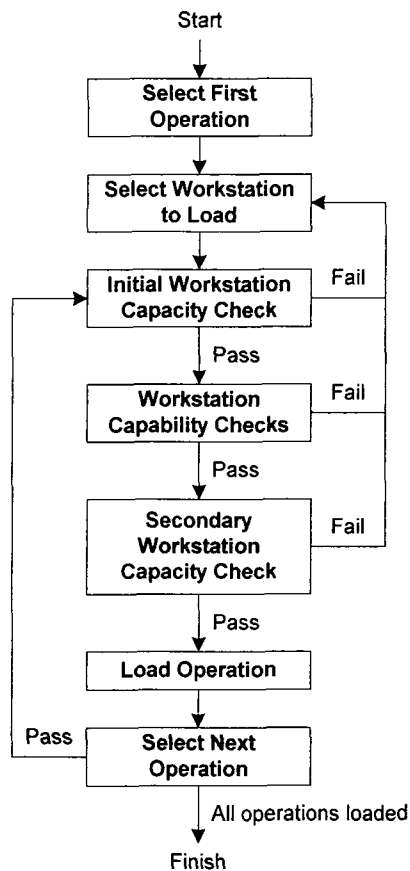 Start
Select First
Operation
Select Workstation
to Load
Initial Workstation
Capacity Check
Fail
Pass
Workstation
Capability Checks
Fail
Pass
Secondary
Workstation
Capacity Check
Fail
Pass
Load Operation
Pass
Select Next
Operation
All operations loaded
Finish